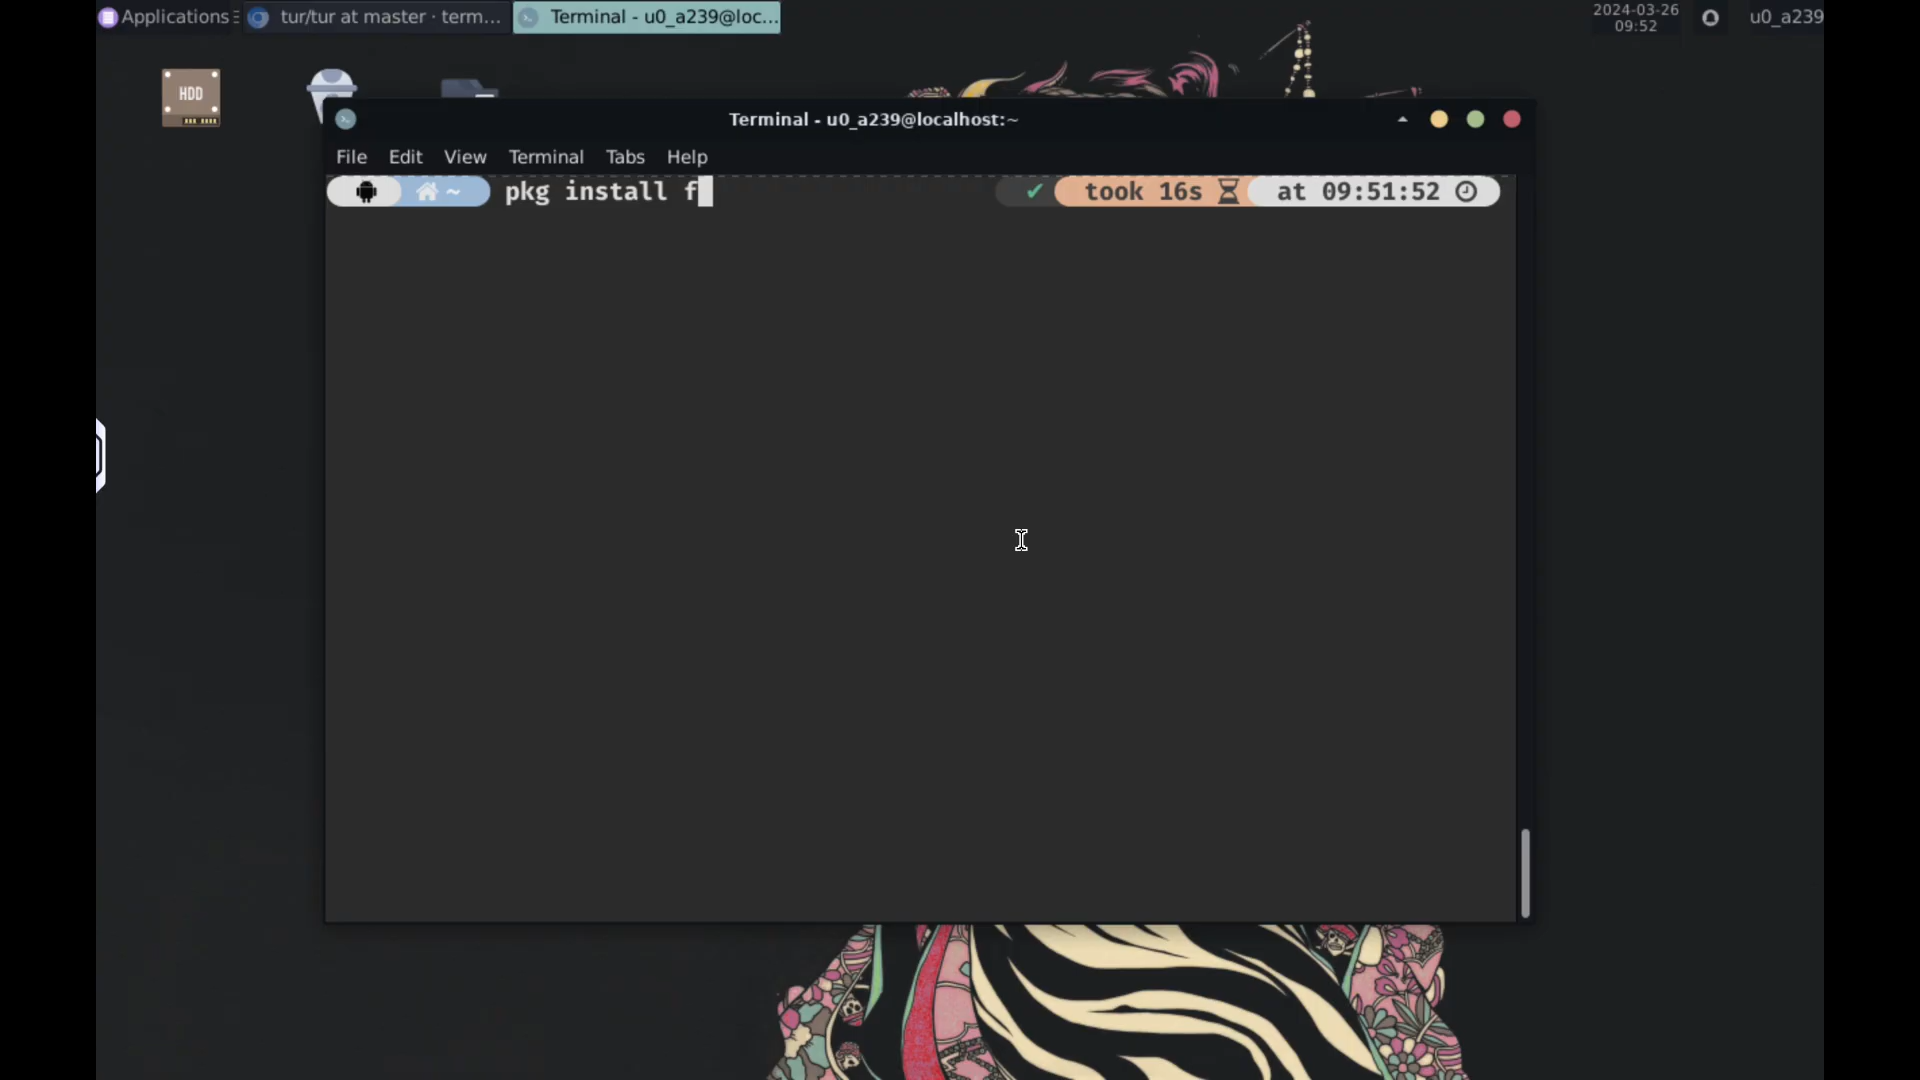 Applications
tur/tur at master · term...
Terminal - u0_a239@loc...
2024-03-26
09:52
u0_a239
HDD
Terminal - u0_a239@localhost:~
File Edit View Terminal Tabs Help
~ pkg install f
✔ took 16s at 09:51:52